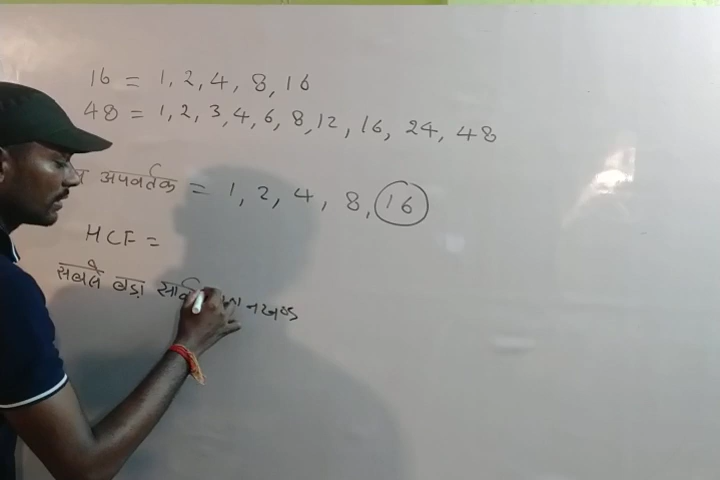 16 = 1, 2, 4, 8, 16
48 = 1, 2, 3, 4, 6, 8, 12, 16, 24, 48
अपवर्तक = 1, 2, 4, 8, 16
HCF =
सबसे बड़ा